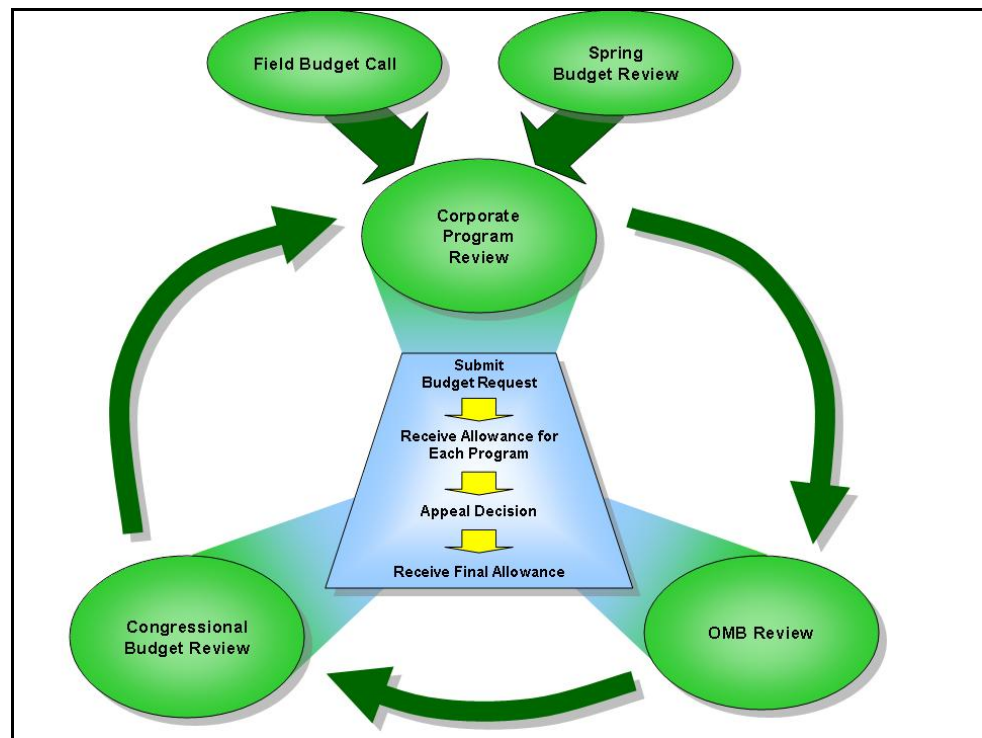 Field Budget Call
Spring
Budget Review
Corporate
Program
Review
Submit
Budget Request
Receive Allowance for
Each Program
Appeal Decision
Receive Final Allowance
Congressional
Budget Review
OMB Review